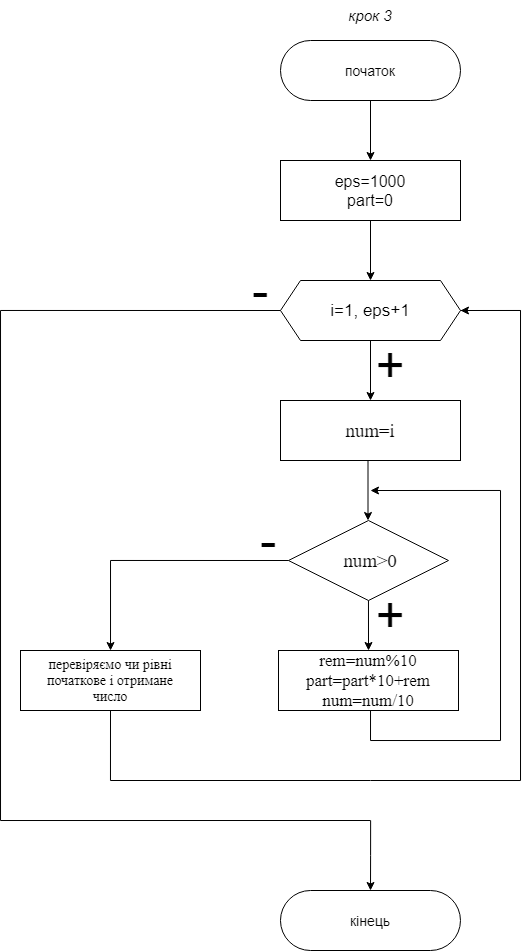 крок 3
початок
eps=1000
part=0
-
i=1, eps+1
+
num=i
-
num>0
+
перевіряємо чи рівні
початкове і отримане
число
rem=num%10
part=part*10+rem
num=num/10
кінець